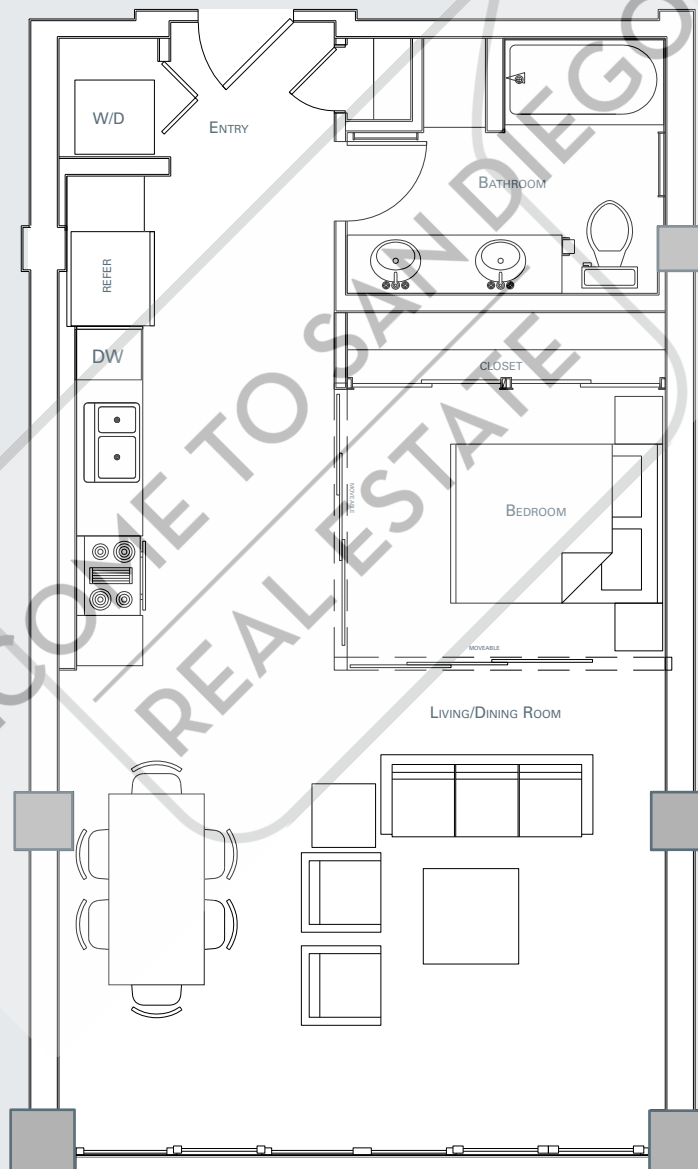 W/D
ENTRY
BATHROOM
REFER
DW
CLOSET
BEDROOM
MOVEABLE
MOVEABLE
LIVING/DINING ROOM
COME TO SAN DIEGO
REAL ESTATE